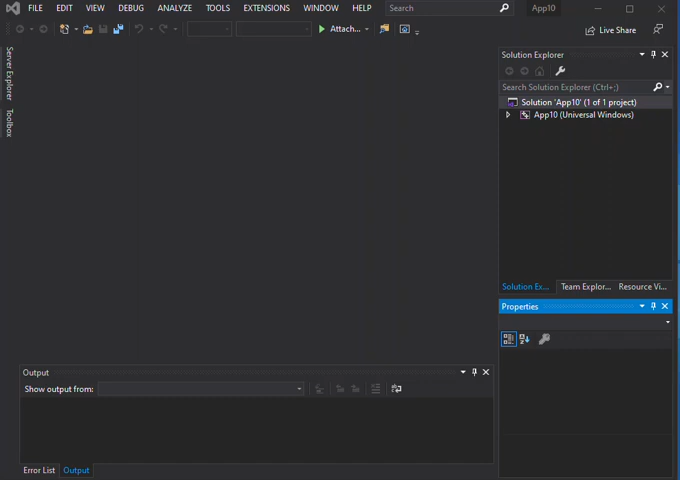 FILE EDIT VIEW DEBUG ANALYZE TOOLS EXTENSIONS WINDOW HELP Search App10
Attach... Live Share
Server Explorer
Toolbox
Solution Explorer
Search Solution Explorer (Ctrl+;)
Solution 'App10' (1 of 1 project)
App10 (Universal Windows)
Solution Ex... Team Explor... Resource Vi...
Properties
Output
Show output from:
Error List Output